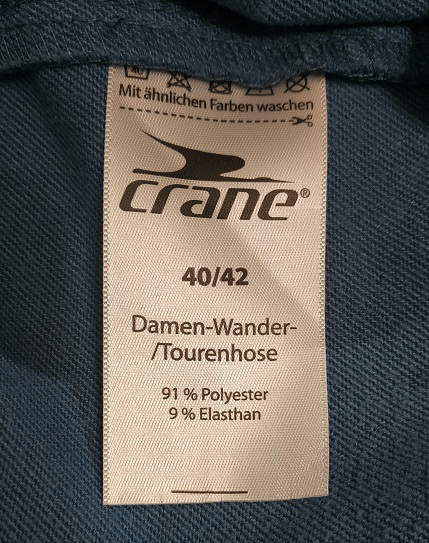 Mit ähnlichen Farben waschen
crane®
40/42
Damen-Wander-
/Tourenhose
91 % Polyester
9 % Elasthan